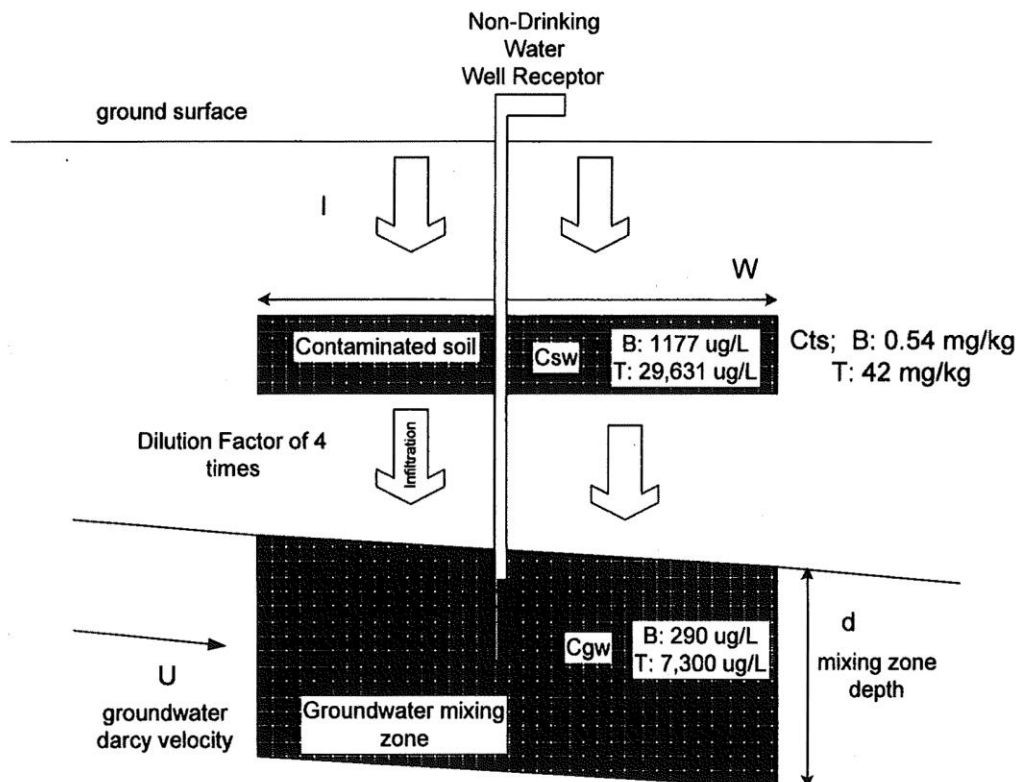 Non-Drinking
Water
Well Receptor
ground surface
I
W
Contaminated soil
Csw
B: 1177 ug/L
T: 29,631 ug/L
Cts; B: 0.54 mg/kg
T: 42 mg/kg
Dilution Factor of 4
times
Infiltration
U
groundwater
darcy velocity
Cgw
B: 290 ug/L
T: 7,300 ug/L
Groundwater mixing
zone
d
mixing zone
depth